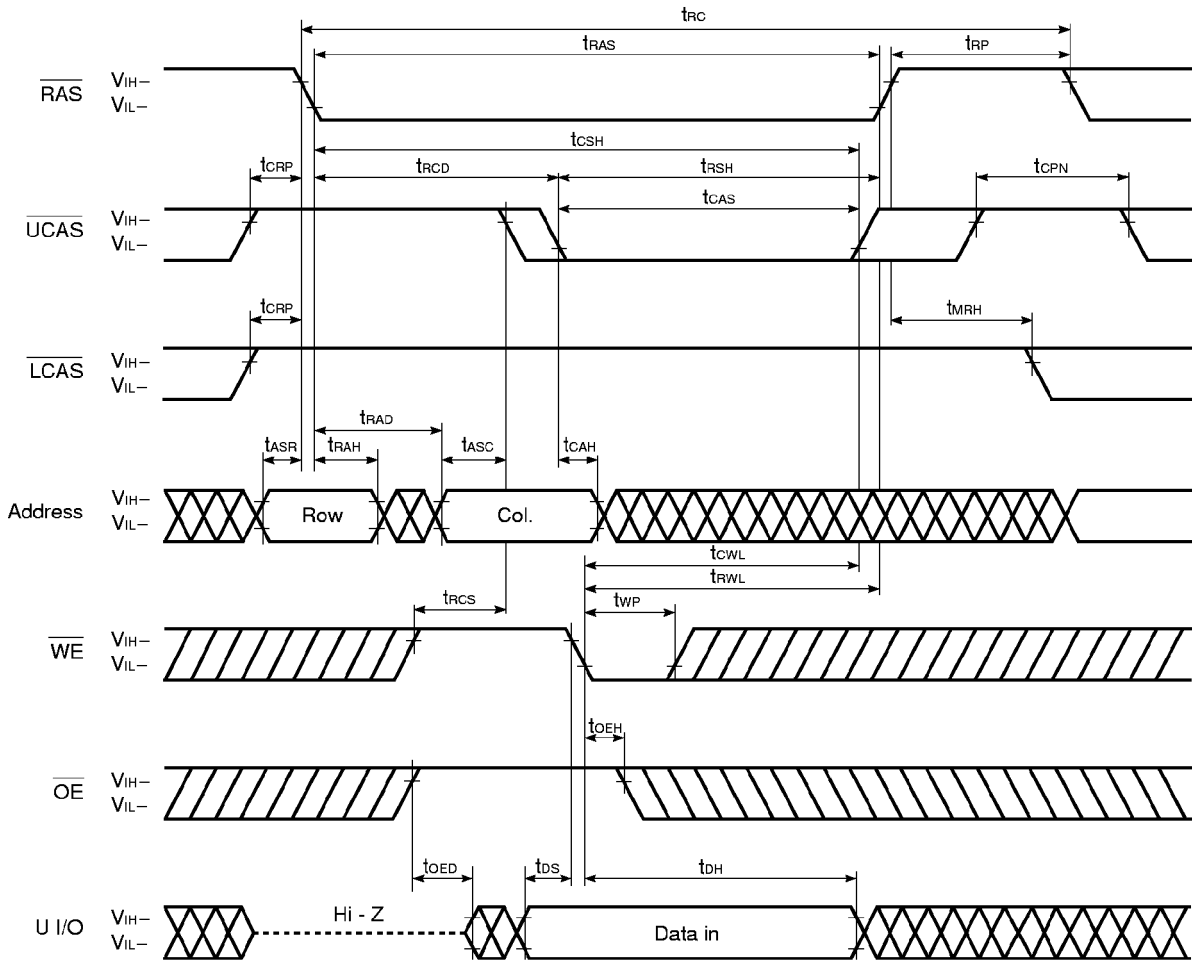 tRC
tRAS tRP
RAS VIH–
VIL–
tCSH
tCRP tRCD tRSH tCPN
tCAS
UCAS VIH–
VIL–
tCRP tMRH
LCAS VIH–
VIL–
tRAD
tASR tRAH tASC tCAH
Address VIH–
VIL–
Row Col.
tCWL
tRWL
tRCS tWP
WE VIH–
VIL–
tOEH
OE VIH–
VIL–
tOED tDS tDH
U I/O VIH–
VIL–
Hi - Z Data in